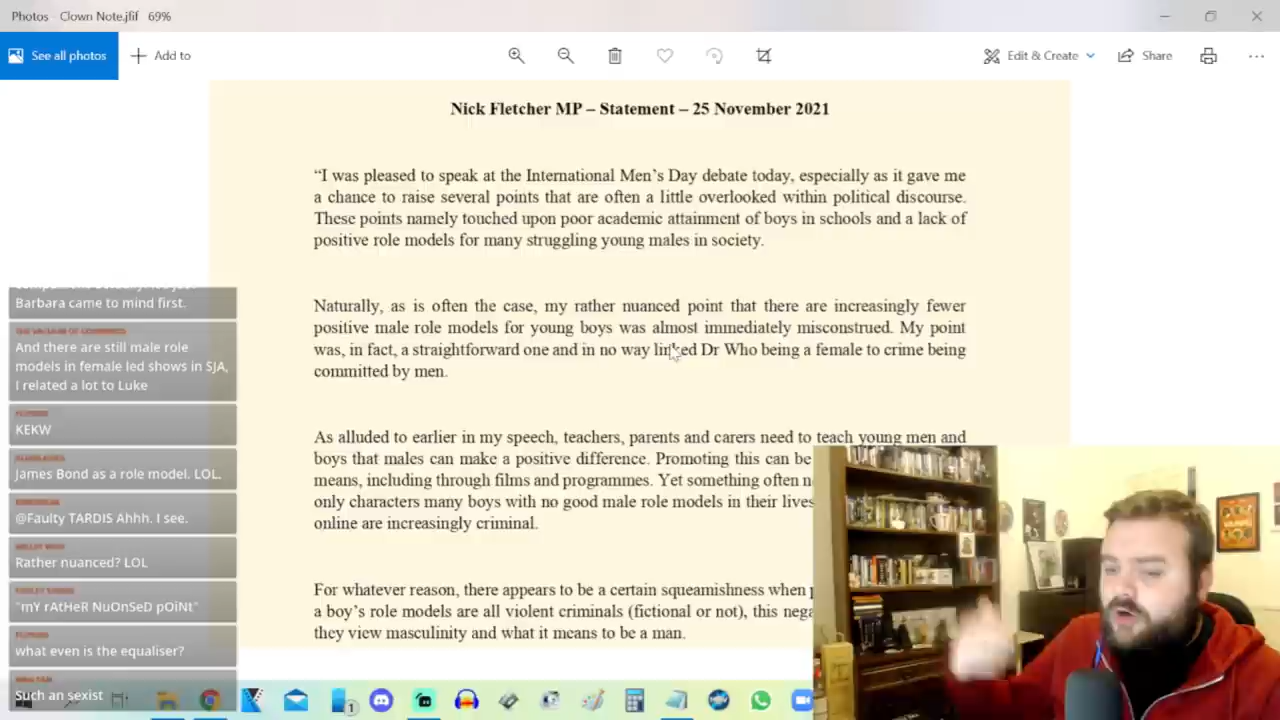 Photos - Clown Note.jfif 69%
See all photos
Add to
Edit & Create
Share
Nick Fletcher MP – Statement – 25 November 2021
“I was pleased to speak at the International Men’s Day debate today, especially as it gave me
a chance to raise several points that are often a little overlooked within political discourse.
These points namely touched upon poor academic attainment of boys in schools and a lack of
positive role models for many struggling young males in society.
Naturally, as is often the case, my rather nuanced point that there are increasingly fewer
positive male role models for young boys was almost immediately misconstrued. My point
was, in fact, a straightforward one and in no way linked Dr Who being a female to crime being
committed by men.
As alluded to earlier in my speech, teachers, parents and carers need to teach young men and
boys that males can make a positive difference. Promoting this can be
means, including through films and programmes. Yet something often n
only characters many boys with no good male role models in their lives
online are increasingly criminal.
For whatever reason, there appears to be a certain squeamishness when
a boy’s role models are all violent criminals (fictional or not), this nega
they view masculinity and what it means to be a man.
Barbara came to mind first.
And there are still male role
models in female led shows in SJA,
I related a lot to Luke
KEKW
James Bond as a role model. LOL.
@Faulty TARDIS Ahhh. I see.
Rather nuanced? LOL
"mY rAtHeR NuOnSeD pOiNt"
what even is the equaliser?
Such an sexist
1